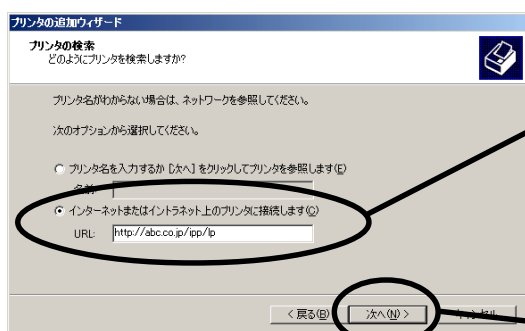 プリンタの追加ウィザード
プリンタの検索
どのようにプリンタを検索しますか?
プリンタ名がわからない場合は、ネットワークを参照してください。
次のオプションから選択してください。
プリンタ名を入力するか [次へ] をクリックしてプリンタを参照します(E)
インターネットまたはイントラネット上のプリンタに接続します(C)
URL: http://abc.co.jp/ipp/lp
< 戻る(B) 次へ(N) > キャンセル